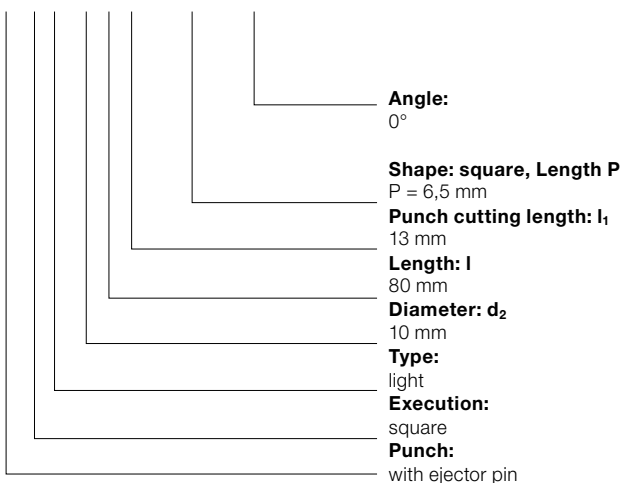 Angle:
0°
Shape: square, Length P
P = 6,5 mm
Punch cutting length: l₁
13 mm
Length: l
80 mm
Diameter: d₂
10 mm
Type:
light
Execution:
square
Punch:
with ejector pin